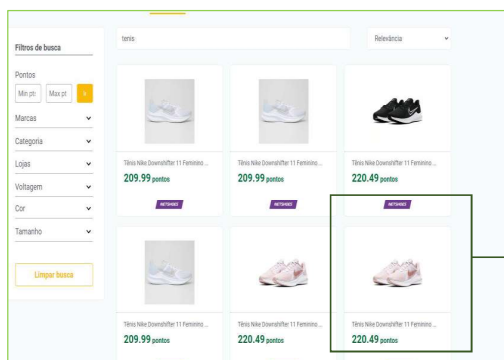 tenis
Relevância
Filtros de busca
Pontos
Min pt
Max pt
Marcas
Categoria
Lojas
Voltagem
Cor
Tamanho
Limpar busca
Tênis Nike Downshifter 11 Feminino ...
209.99 pontos
NETSHOES
Tênis Nike Downshifter 11 Feminino ...
209.99 pontos
NETSHOES
Tênis Nike Downshifter 11 Feminino ...
220.49 pontos
NETSHOES
Tênis Nike Downshifter 11 Feminino ...
209.99 pontos
Tênis Nike Downshifter 11 Feminino ...
220.49 pontos
Tênis Nike Downshifter 11 Feminino ...
220.49 pontos